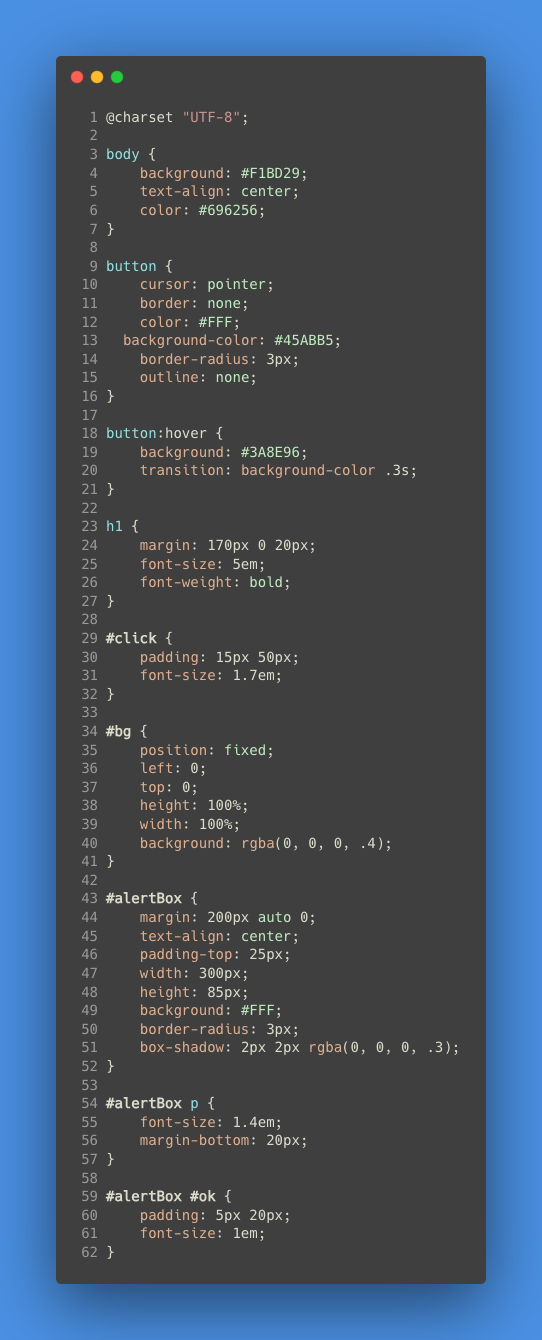 1 @charset "UTF-8";
2
3 body {
4     background: #F1BD29;
5     text-align: center;
6     color: #696256;
7 }
8
9 button {
10     cursor: pointer;
11     border: none;
12     color: #FFF;
13   background-color: #45ABB5;
14     border-radius: 3px;
15     outline: none;
16 }
17
18 button:hover {
19     background: #3A8E96;
20     transition: background-color .3s;
21 }
22
23 h1 {
24     margin: 170px 0 20px;
25     font-size: 5em;
26     font-weight: bold;
27 }
28
29 #click {
30     padding: 15px 50px;
31     font-size: 1.7em;
32 }
33
34 #bg {
35     position: fixed;
36     left: 0;
37     top: 0;
38     height: 100%;
39     width: 100%;
40     background: rgba(0, 0, 0, .4);
41 }
42
43 #alertBox {
44     margin: 200px auto 0;
45     text-align: center;
46     padding-top: 25px;
47     width: 300px;
48     height: 85px;
49     background: #FFF;
50     border-radius: 3px;
51     box-shadow: 2px 2px rgba(0, 0, 0, .3);
52 }
53
54 #alertBox p {
55     font-size: 1.4em;
56     margin-bottom: 20px;
57 }
58
59 #alertBox #ok {
60     padding: 5px 20px;
61     font-size: 1em;
62 }